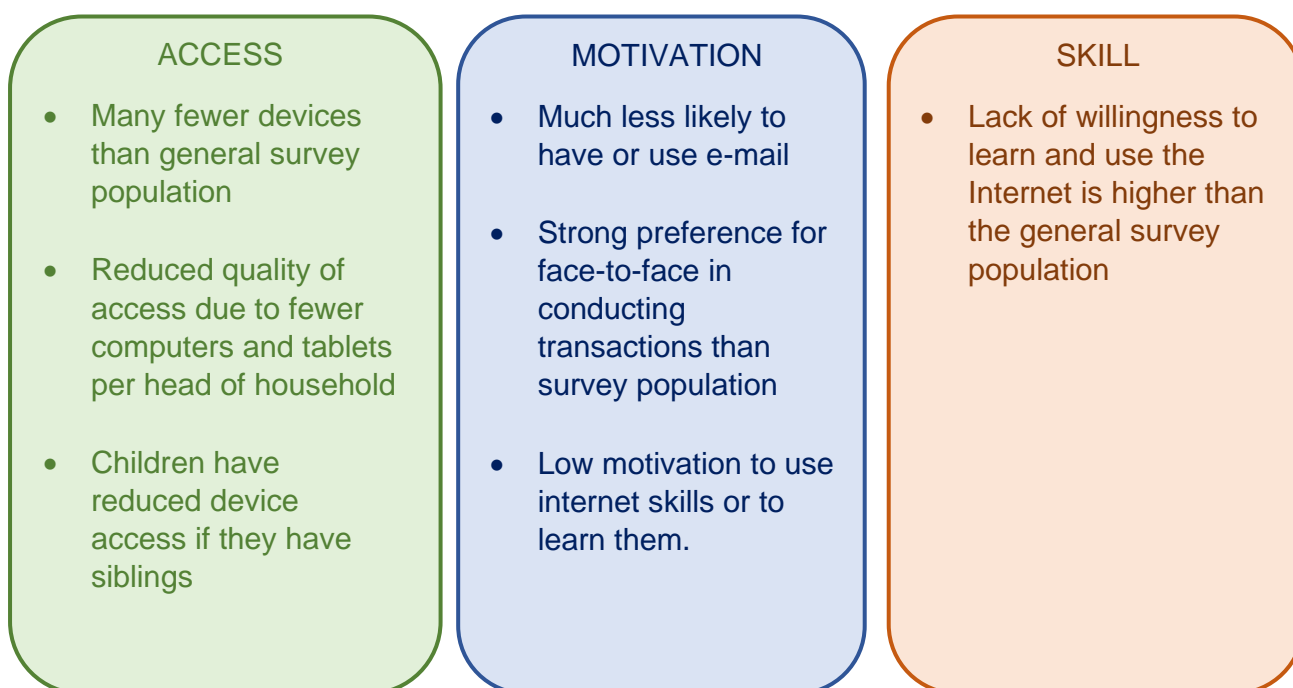 ACCESS
• Many fewer devices
than general survey
population
• Reduced quality of
access due to fewer
computers and tablets
per head of household
• Children have
reduced device
access if they have
siblings
MOTIVATION
• Much less likely to
have or use e-mail
• Strong preference for
face-to-face in
conducting
transactions than
survey population
• Low motivation to use
internet skills or to
learn them.
SKILL
• Lack of willingness to
learn and use the
Internet is higher than
the general survey
population